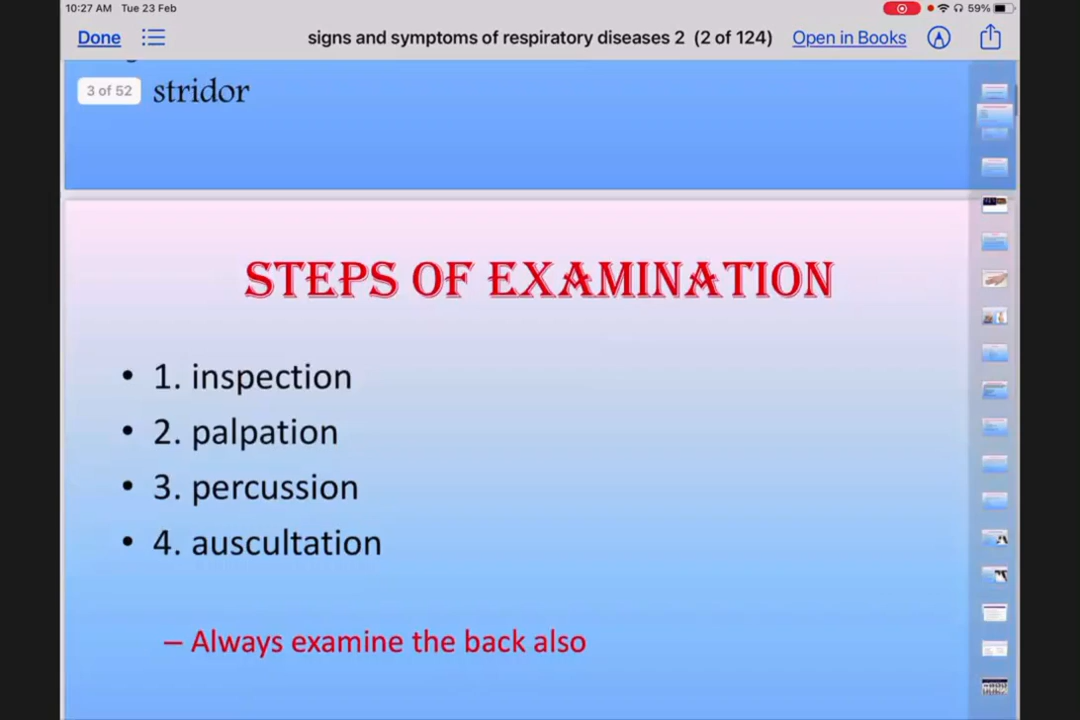 10:27 AM Tue 23 Feb
59%
Done
signs and symptoms of respiratory diseases 2 (2 of 124)
Open in Books
3 of 52
stridor
STEPS OF EXAMINATION
• 1. inspection
• 2. palpation
• 3. percussion
• 4. auscultation
– Always examine the back also